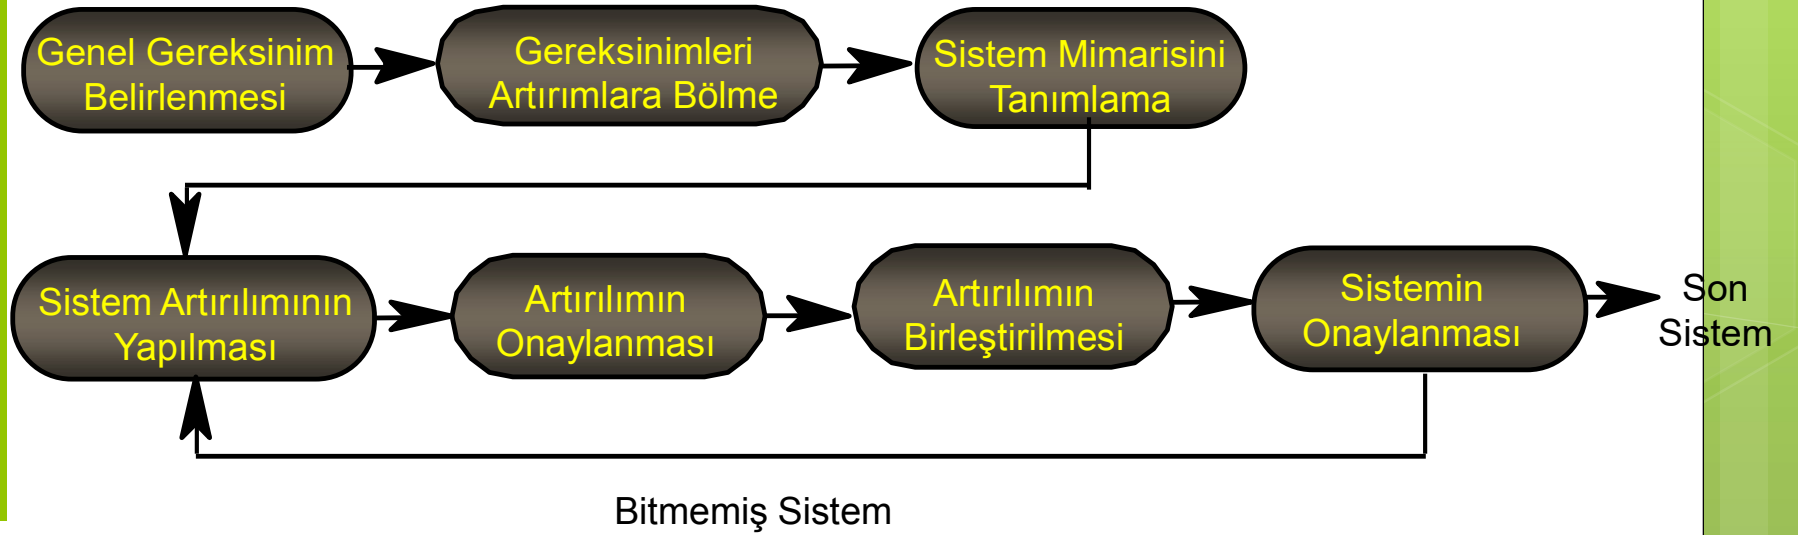 Genel Gereksinim
Belirlenmesi
Gereksinimleri
Artırımlara Bölme
Sistem Mimarisini
Tanımlama
Sistem Artırılımının
Yapılması
Artırılımın
Onaylanması
Artırılımın
Birleştirilmesi
Sistemin
Onaylanması
Son
Sistem
Bitmemiş Sistem